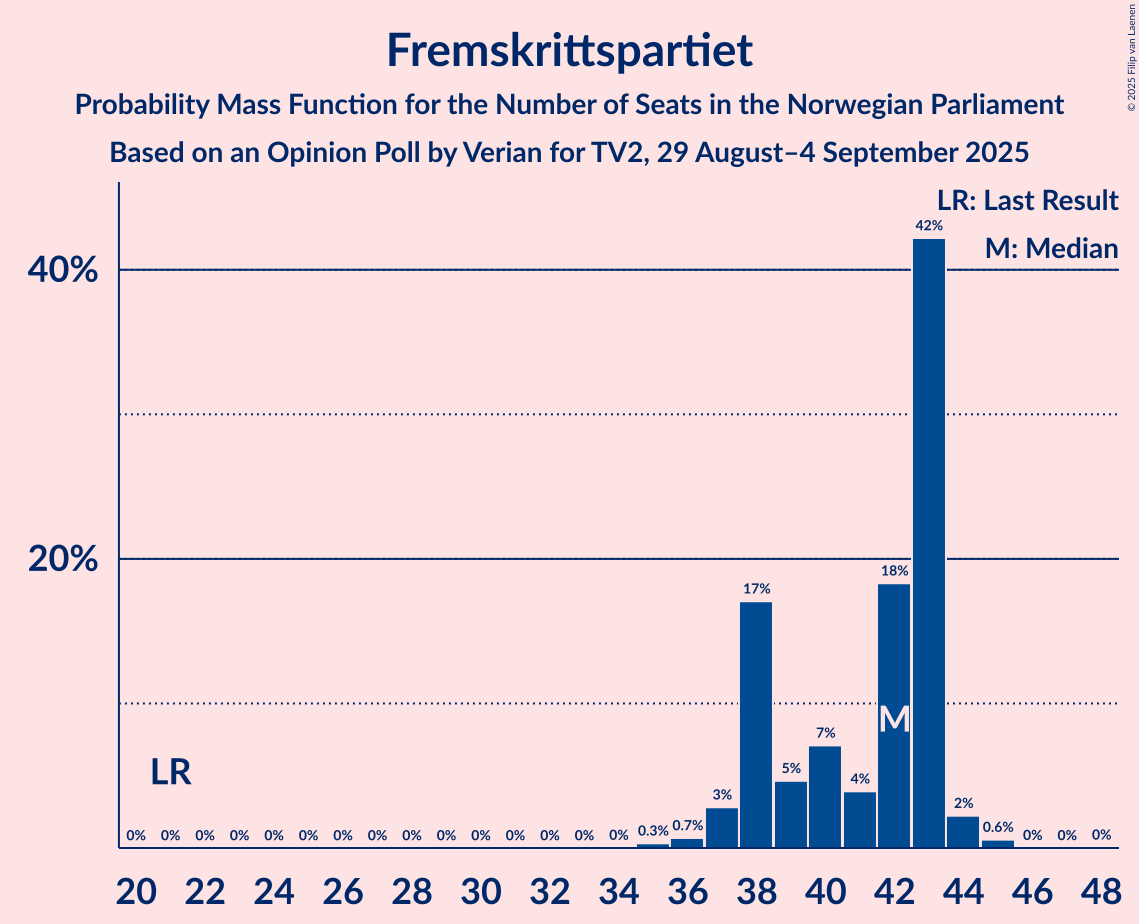 Fremskrittspartiet
Probability Mass Function for the Number of Seats in the Norwegian Parliament
Based on an Opinion Poll by Verian for TV2, 29 August–4 September 2025
© 2025 Filip van Laenen
LR: Last Result
M: Median
40%
20%
42%
18%
17%
M
7%
5%
4%
3%
2%
LR
0% 0% 0% 0% 0% 0% 0% 0% 0% 0% 0% 0% 0% 0% 0% 0.3% 0.7% 0.6% 0% 0% 0%
20 22 24 26 28 30 32 34 36 38 40 42 44 46 48